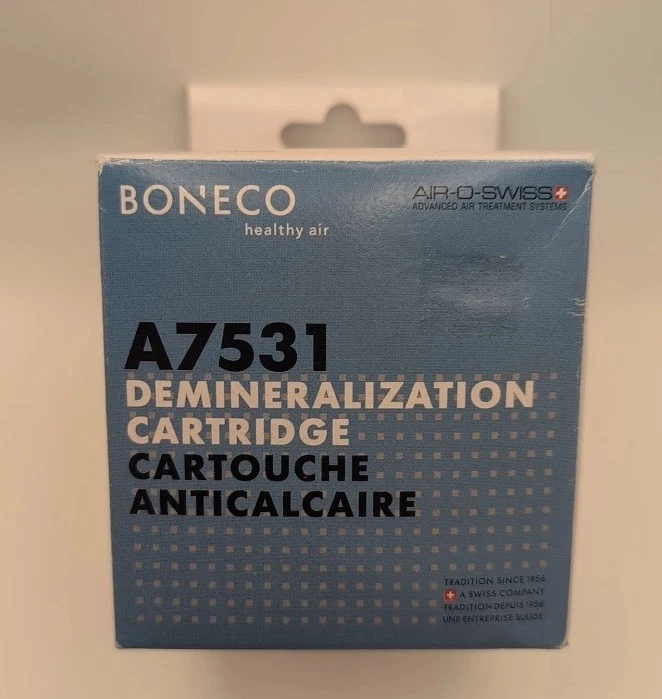 BONECO
healthy air
AIR-O-SWISS
ADVANCED AIR TREATMENT SYSTEMS
A7531
DEMINERALIZATION
CARTRIDGE
CARTOUCHE
ANTICALCAIRE
TRADITION SINCE 1956
A SWISS COMPANY
TRADITION DEPUIS 1956
UNE ENTREPRISE SUISSE